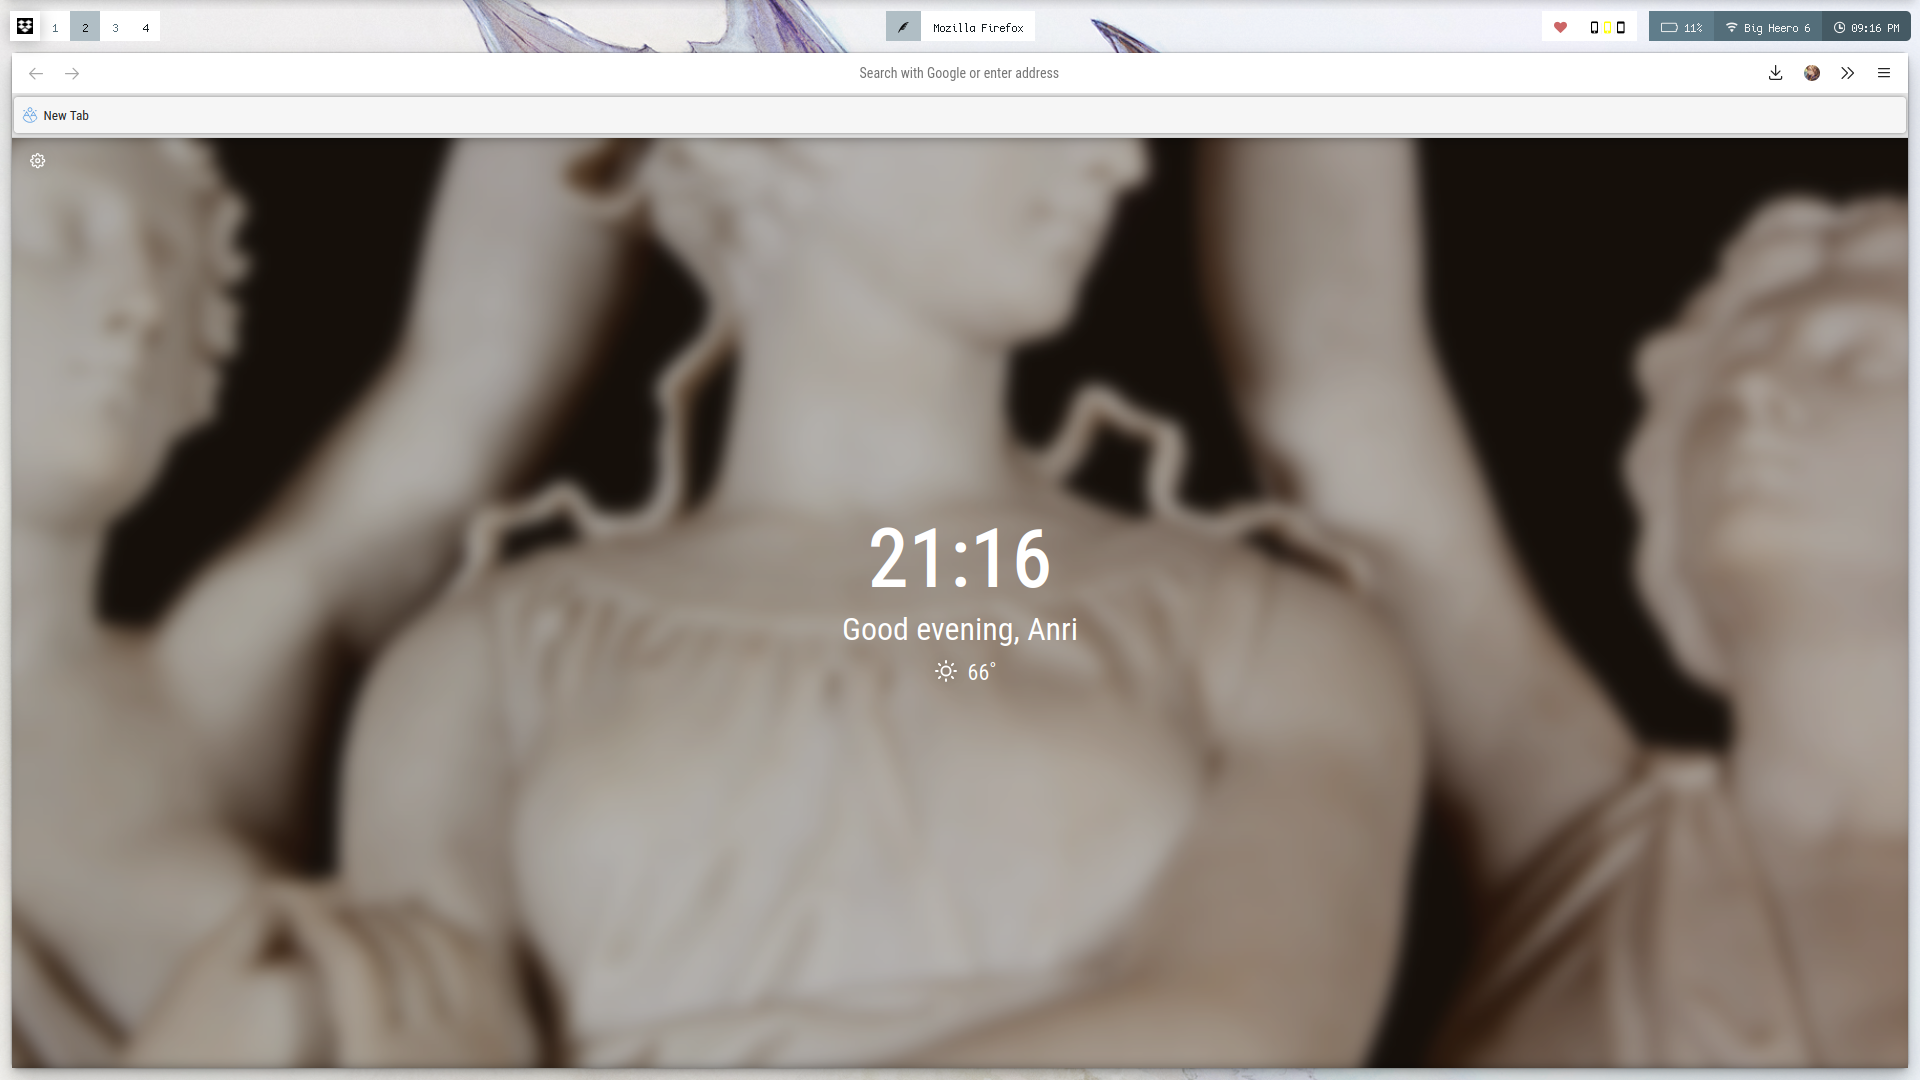 1 2 3 4
Mozilla Firefox
11% Big Heero 6 09:16 PM
Search with Google or enter address
New Tab
21:16
Good evening, Anri
66°